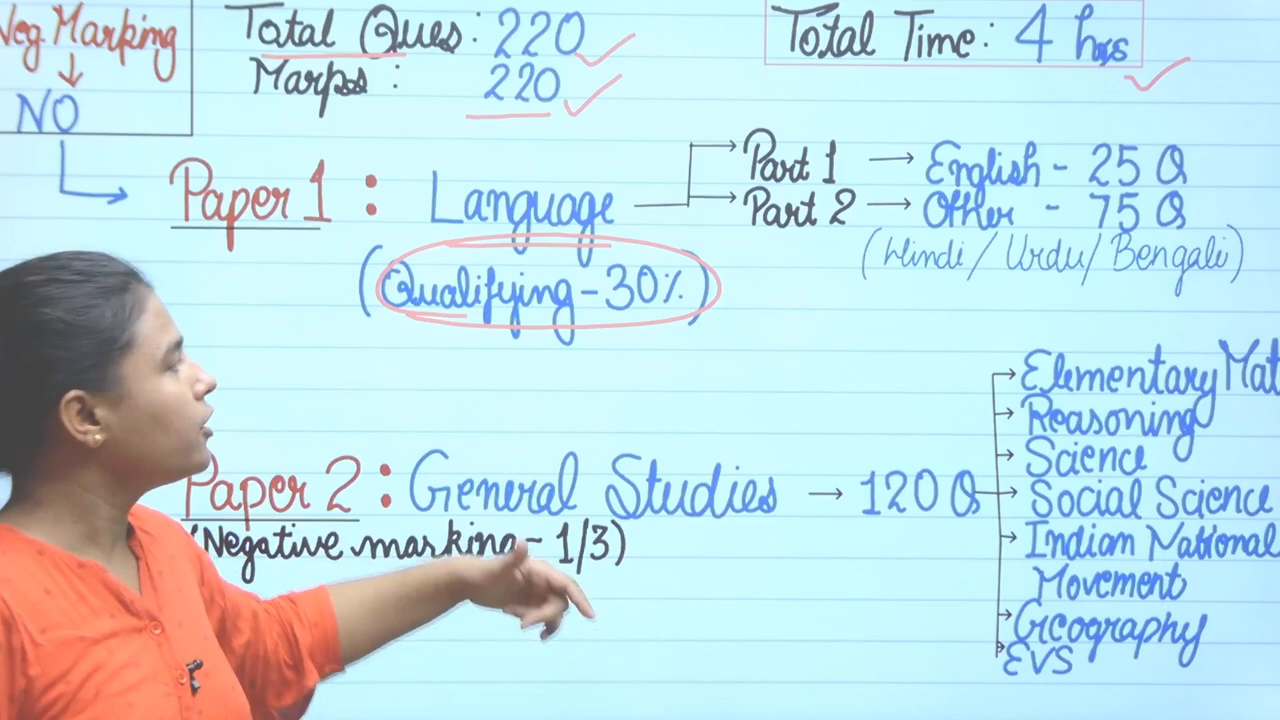 Neg. Marking
NO
Total Ques: 220
Marks: 220
Total Time: 4 hrs
Paper 1: Language
(Qualifying - 30%)
Part 1 → English - 25 Q
Part 2 → Other - 75 Q
(Hindi / Urdu / Bengali)
Paper 2: General Studies → 120 Q
(Negative marking - 1/3)
Elementary Mat
Reasoning
Science
Social Science
Indian National
Movement
Geography
EVS